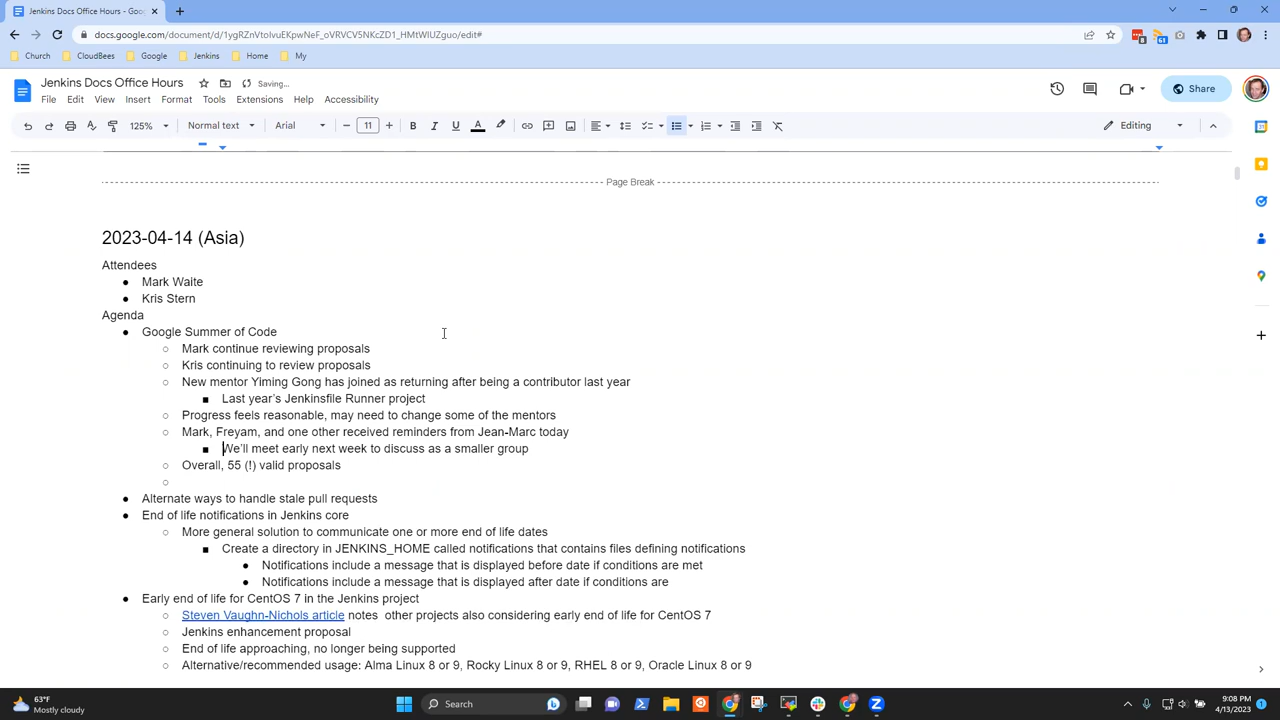 Jenkins Docs Office Hours - Goo
docs.google.com/document/d/1ygRZnVtoIvuEKpwNeF_oVRVCV5NKcZD1_HMtWIUZguo/edit#
Church CloudBees Google Jenkins Home My
Jenkins Docs Office Hours Saving...
File Edit View Insert Format Tools Extensions Help Accessibility
Share
125% Normal text Arial 11 Editing
Page Break
2023-04-14 (Asia)
Attendees
Mark Waite
Kris Stern
Agenda
Google Summer of Code
Mark continue reviewing proposals
Kris continuing to review proposals
New mentor Yiming Gong has joined as returning after being a contributor last year
Last year's Jenkinsfile Runner project
Progress feels reasonable, may need to change some of the mentors
Mark, Freyam, and one other received reminders from Jean-Marc today
We'll meet early next week to discuss as a smaller group
Overall, 55 (!) valid proposals
Alternate ways to handle stale pull requests
End of life notifications in Jenkins core
More general solution to communicate one or more end of life dates
Create a directory in JENKINS_HOME called notifications that contains files defining notifications
Notifications include a message that is displayed before date if conditions are met
Notifications include a message that is displayed after date if conditions are
Early end of life for CentOS 7 in the Jenkins project
Steven Vaughn-Nichols article notes other projects also considering early end of life for CentOS 7
Jenkins enhancement proposal
End of life approaching, no longer being supported
Alternative/recommended usage: Alma Linux 8 or 9, Rocky Linux 8 or 9, RHEL 8 or 9, Oracle Linux 8 or 9
63°F
Mostly cloudy
Search
9:08 PM
4/13/2023